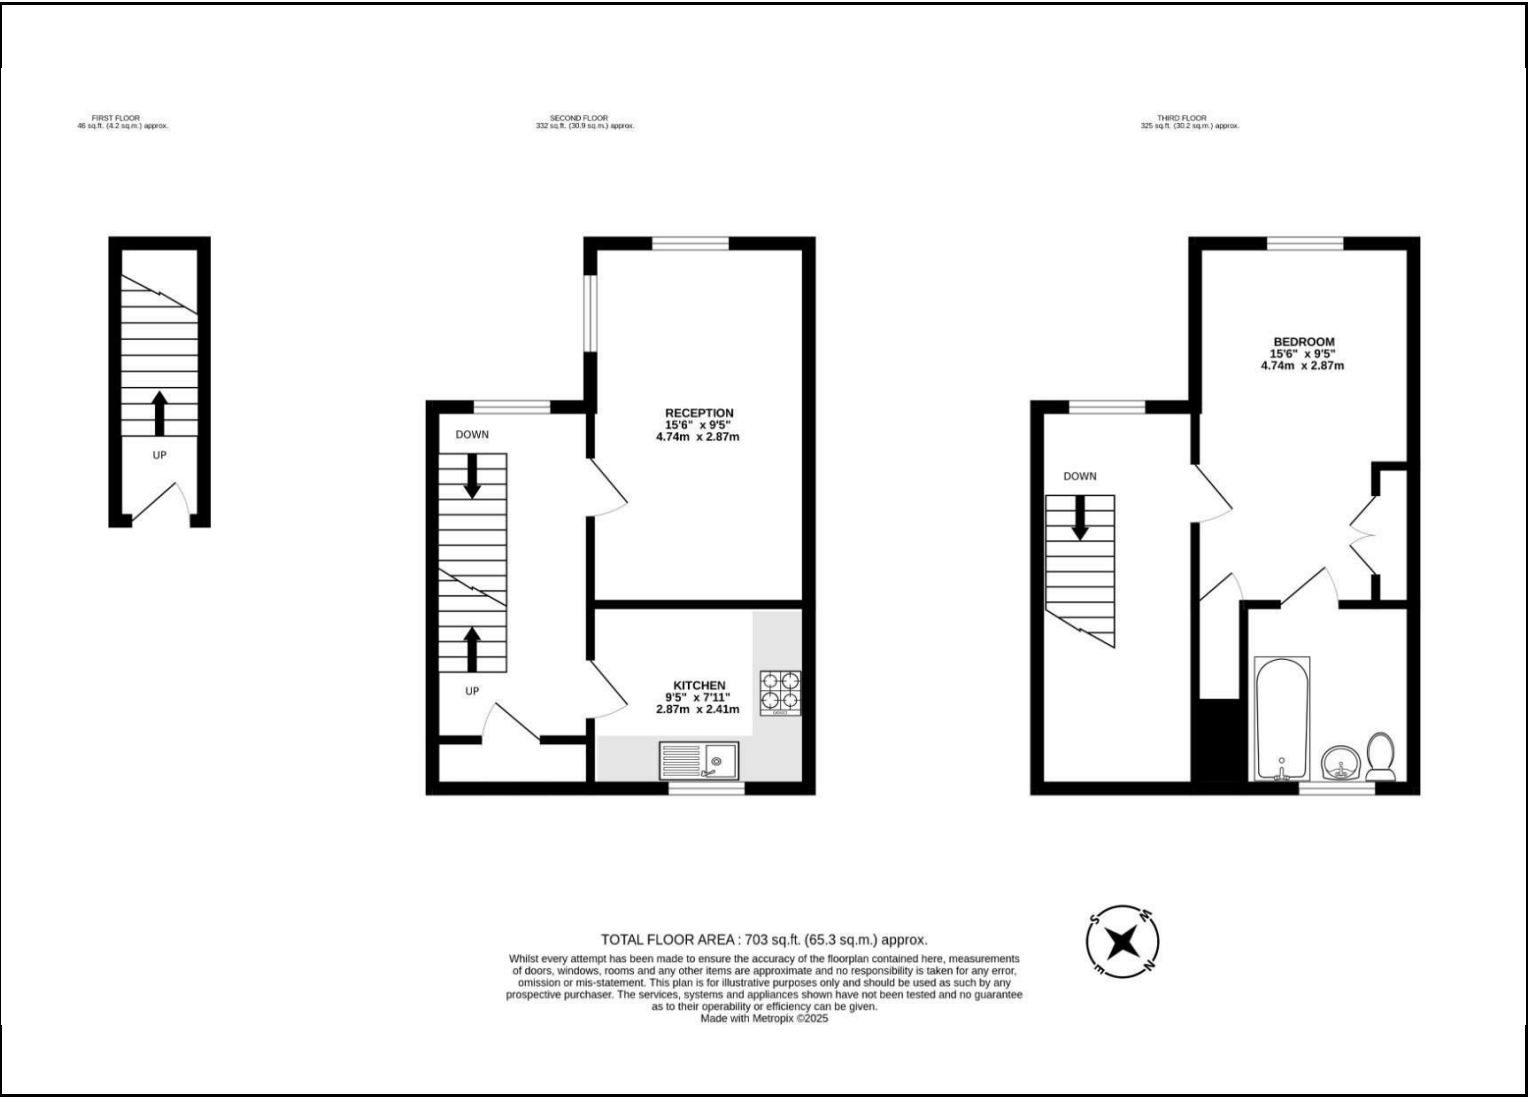 FIRST FLOOR
46 sq.ft. (4.2 sq.m.) approx.
SECOND FLOOR
332 sq.ft. (30.9 sq.m.) approx.
THIRD FLOOR
325 sq.ft. (30.2 sq.m.) approx.
UP
DOWN
UP
RECEPTION
15'6" x 9'5"
4.74m x 2.87m
KITCHEN
9'5" x 7'11"
2.87m x 2.41m
DOWN
BEDROOM
15'6" x 9'5"
4.74m x 2.87m
S
W
E
N
TOTAL FLOOR AREA : 703 sq.ft. (65.3 sq.m.) approx.
Whilst every attempt has been made to ensure the accuracy of the floorplan contained here, measurements
of doors, windows, rooms and any other items are approximate and no responsibility is taken for any error,
omission or mis-statement. This plan is for illustrative purposes only and should be used as such by any
prospective purchaser. The services, systems and appliances shown have not been tested and no guarantee
as to their operability or efficiency can be given.
Made with Metropix ©2025